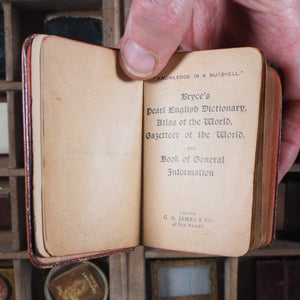 "KNOWLEDGE IN A NUTSHELL."
Bryce's
Pearl English Dictionary,
Atlas of the World,
Gazetteer of the World.
AND
Book of General
Information
LONDON
G. H. JAMES & CO.